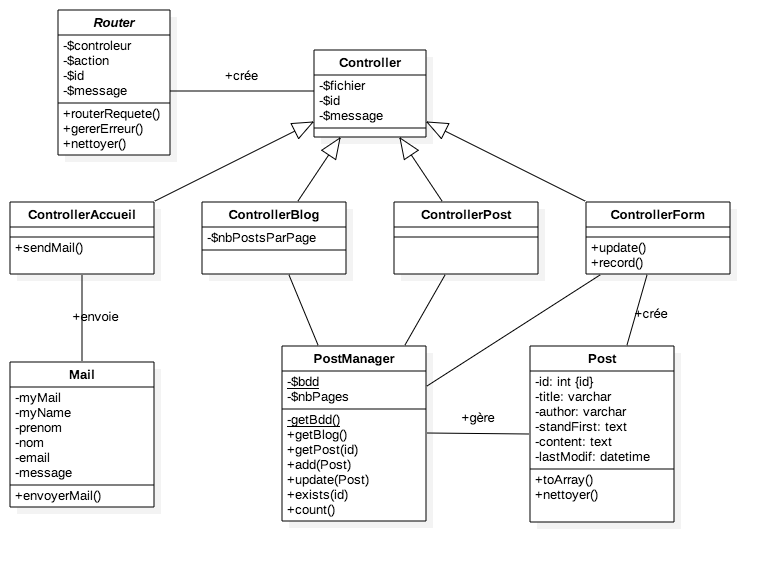 Router
-$controleur
-$action
-$id
-$message
+routerRequete()
+gererErreur()
+nettoyer()
+crée
Controller
-$fichier
-$id
-$message
ControllerAccueil
+sendMail()
ControllerBlog
-$nbPostsParPage
ControllerPost
ControllerForm
+update()
+record()
+envoie
+crée
Mail
-myMail
-myName
-prenom
-nom
-email
-message
+envoyerMail()
PostManager
-$bdd
-$nbPages
-getBdd()
+getBlog()
+getPost(id)
+add(Post)
+update(Post)
+exists(id)
+count()
+gère
Post
-id: int {id}
-title: varchar
-author: varchar
-standFirst: text
-content: text
-lastModif: datetime
+toArray()
+nettoyer()